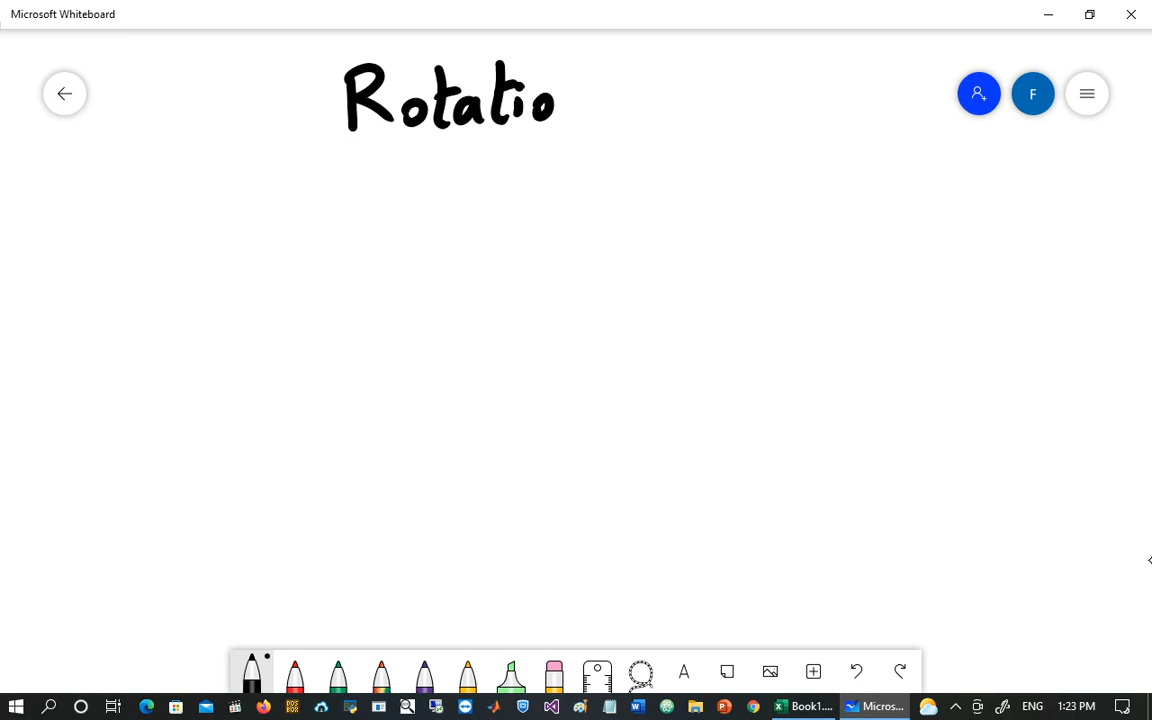 Microsoft Whiteboard
Rotatio
F
A
Book1....
Micros...
ENG
1:23 PM